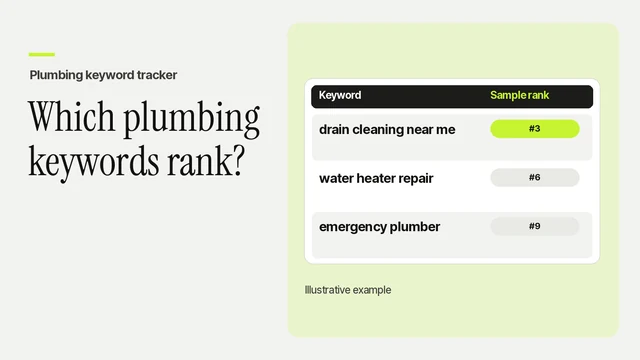 Plumbing keyword tracker
Which plumbing
keywords rank?
Keyword Sample rank
drain cleaning near me #3
water heater repair #6
emergency plumber #9
Illustrative example